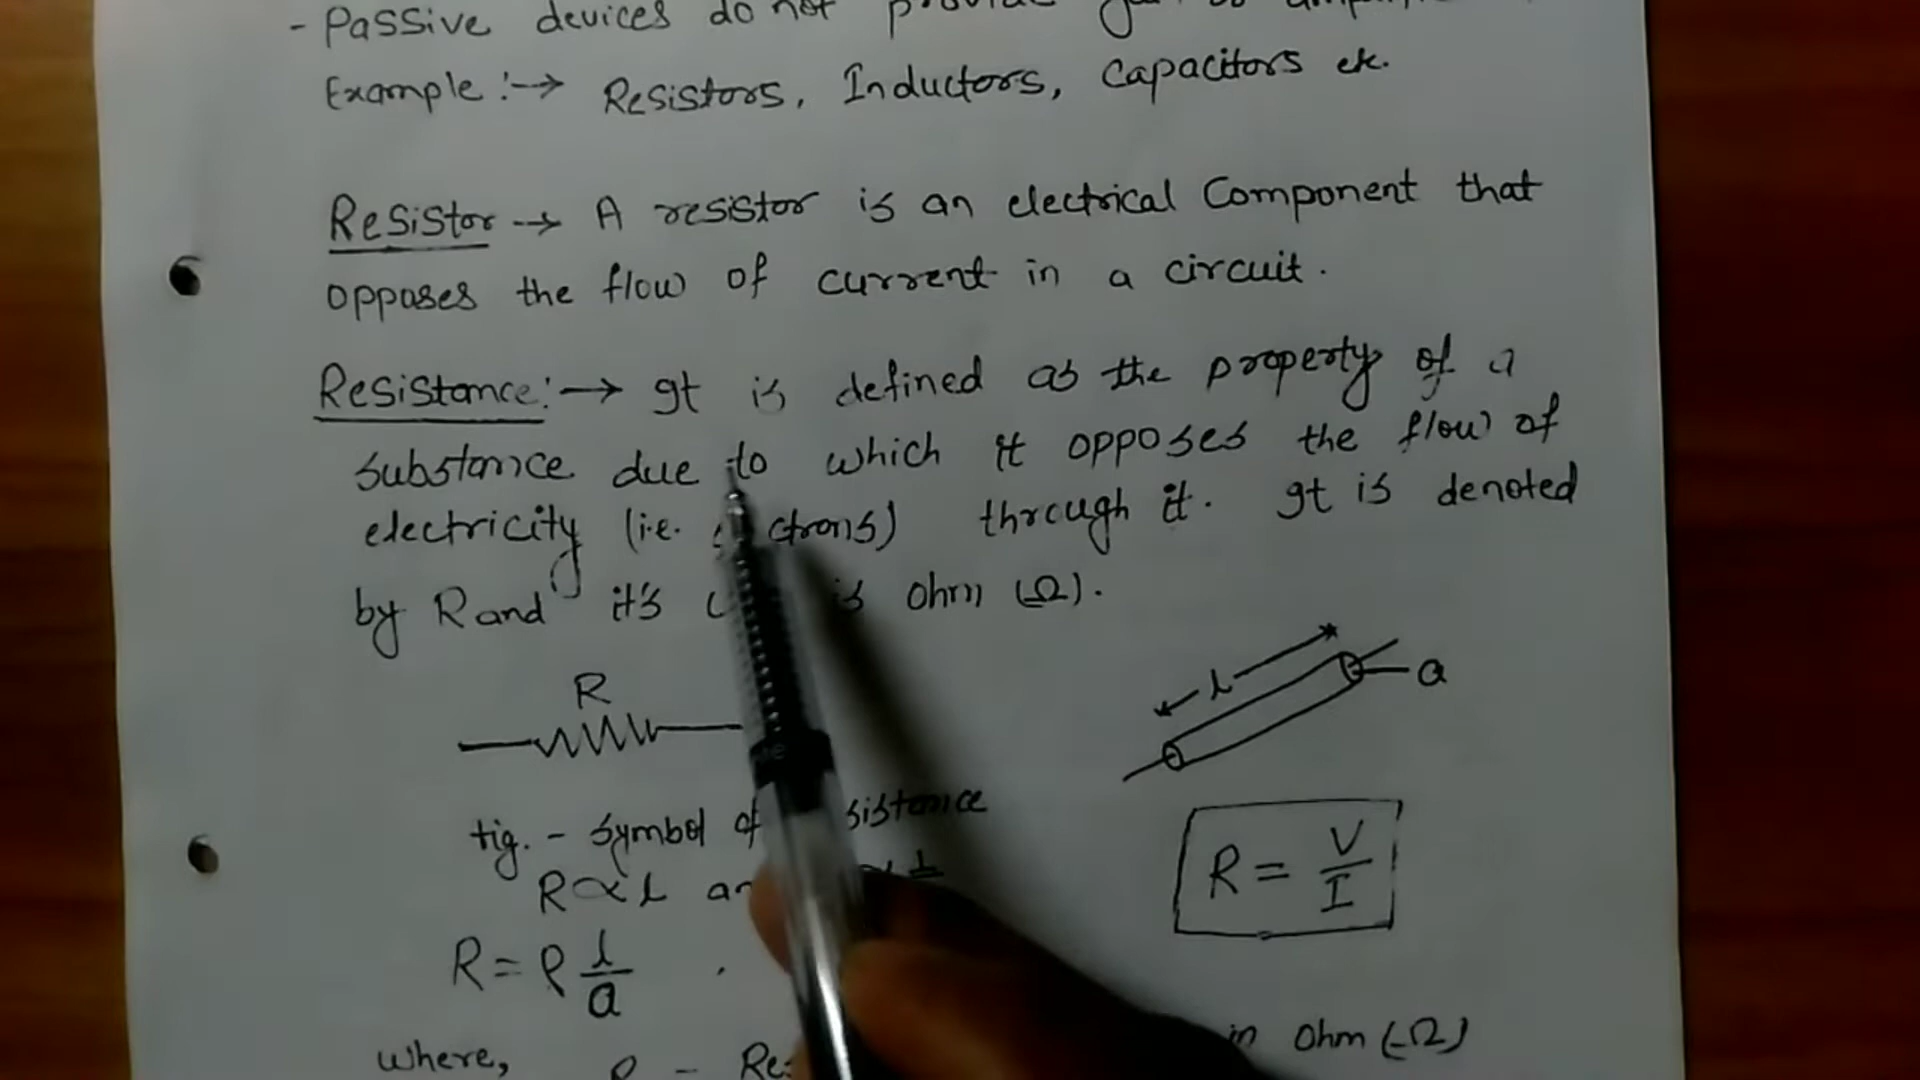 - Passive devices do not
Example :→ Resistors, Inductors, Capacitors etc.
Resistor → A resistor is an electrical Component that
opposes the flow of current in a circuit.
Resistance :→ It is defined as the property of a
substance due to which it opposes the flow of
electricity (i.e. ctrons) through it. It is denoted
by R and it's is ohm (Ω).
l
a
R
fig. - Symbol of sistance
R ∝ l an
R = V/I
R = ρ l/a
in ohm (Ω)
where, ρ - Res